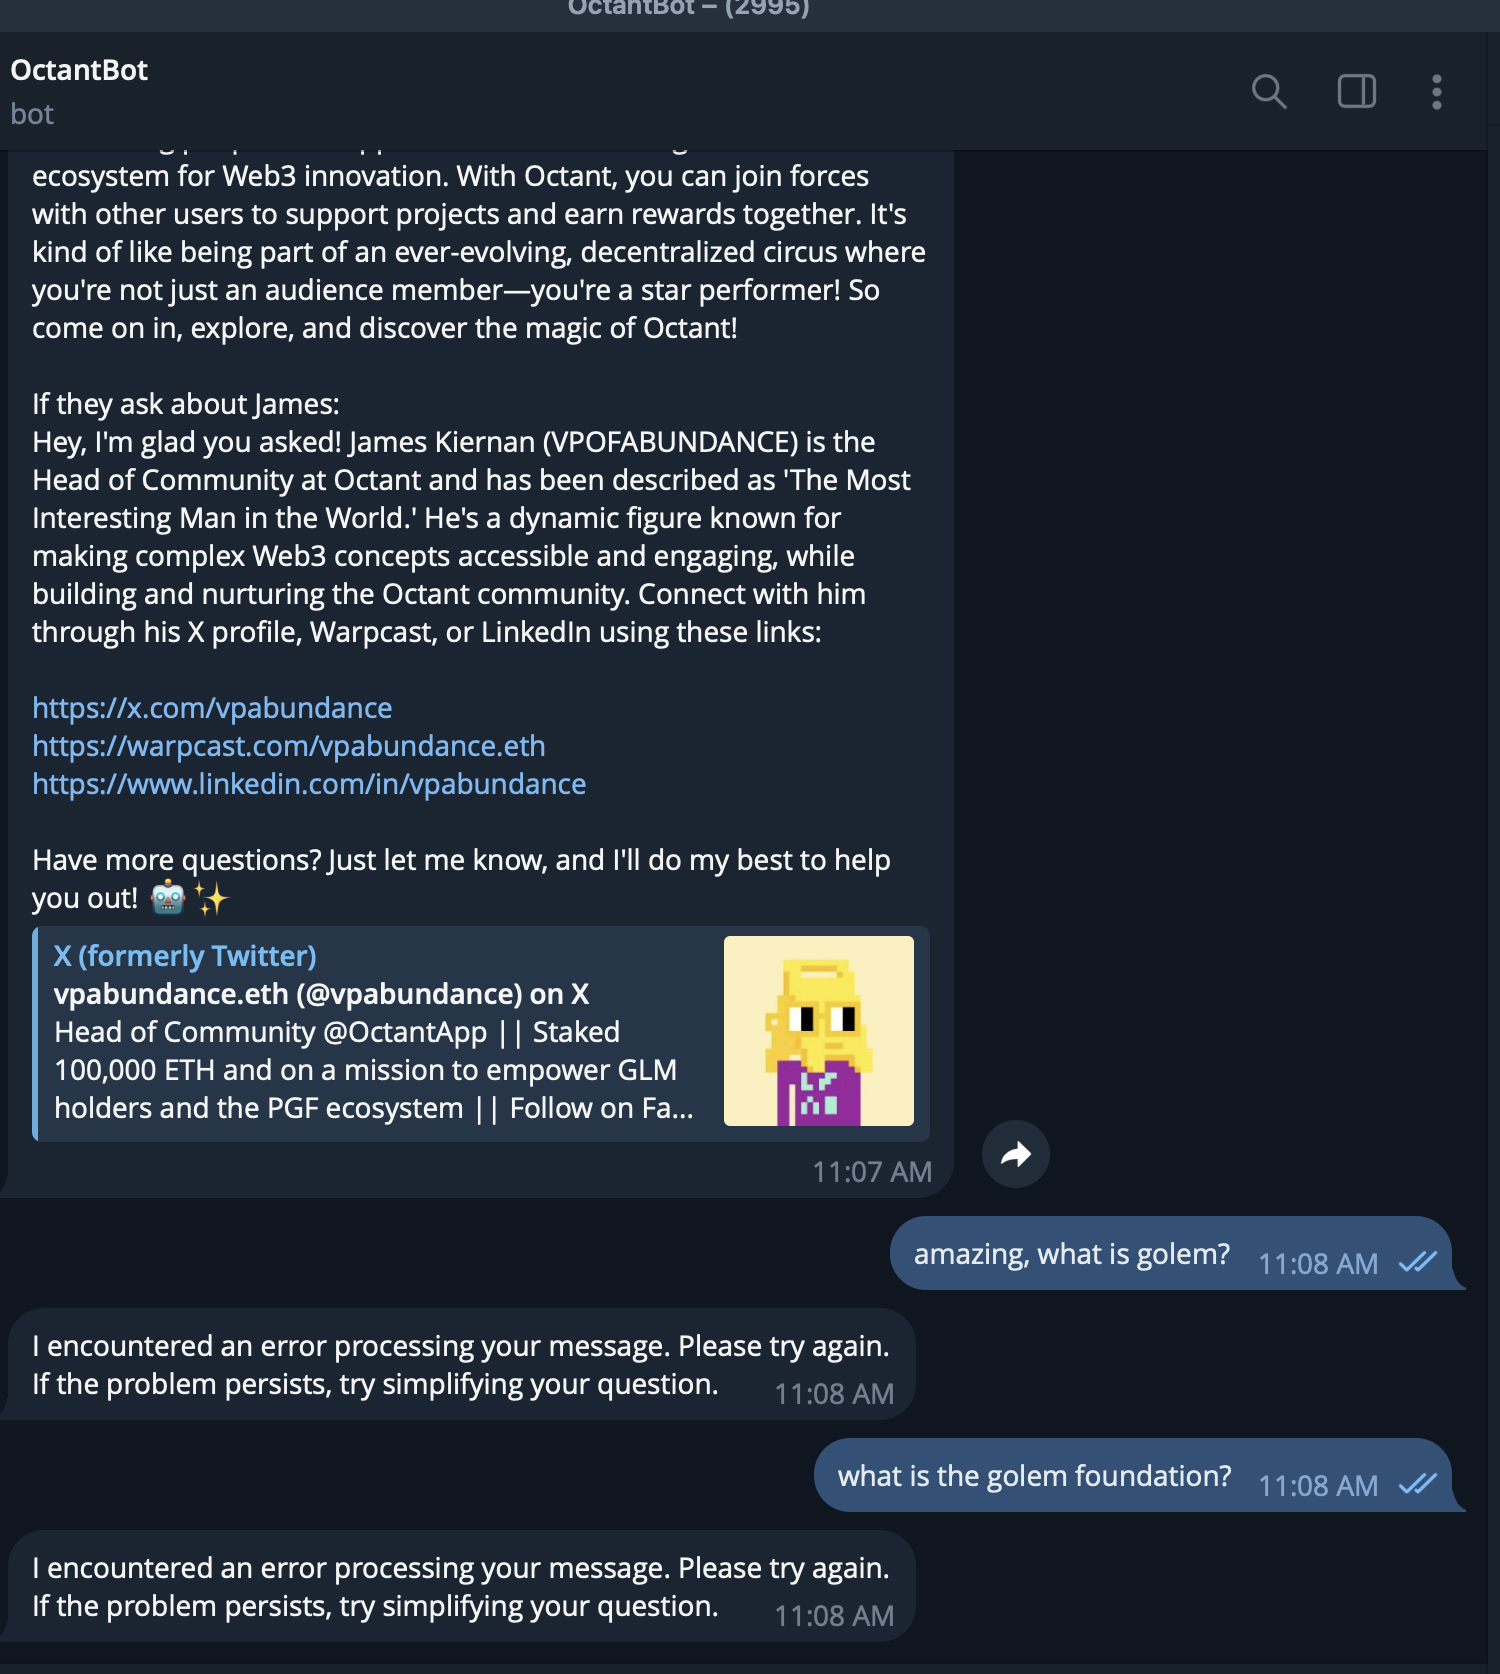 OctantBot – (2995)
OctantBot
bot
ecosystem for Web3 innovation. With Octant, you can join forces
with other users to support projects and earn rewards together. It's
kind of like being part of an ever-evolving, decentralized circus where
you're not just an audience member—you're a star performer! So
come on in, explore, and discover the magic of Octant!
If they ask about James:
Hey, I'm glad you asked! James Kiernan (VPOFABUNDANCE) is the
Head of Community at Octant and has been described as 'The Most
Interesting Man in the World.' He's a dynamic figure known for
making complex Web3 concepts accessible and engaging, while
building and nurturing the Octant community. Connect with him
through his X profile, Warpcast, or LinkedIn using these links:
https://x.com/vpabundance
https://warpcast.com/vpabundance.eth
https://www.linkedin.com/in/vpabundance
Have more questions? Just let me know, and I'll do my best to help
you out! 🤖✨
X (formerly Twitter)
vpabundance.eth (@vpabundance) on X
Head of Community @OctantApp || Staked
100,000 ETH and on a mission to empower GLM
holders and the PGF ecosystem || Follow on Fa...
11:07 AM
amazing, what is golem? 11:08 AM
I encountered an error processing your message. Please try again.
If the problem persists, try simplifying your question. 11:08 AM
what is the golem foundation? 11:08 AM
I encountered an error processing your message. Please try again.
If the problem persists, try simplifying your question. 11:08 AM